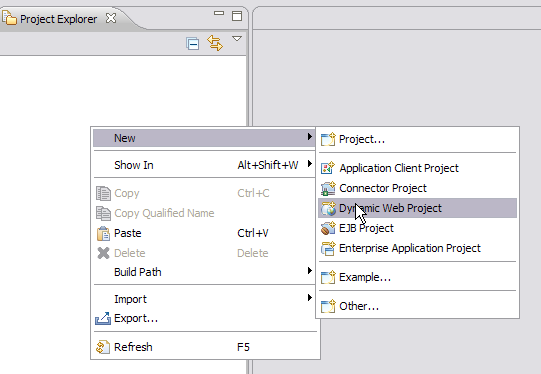 Project Explorer
New
Show In Alt+Shift+W
Copy Ctrl+C
Copy Qualified Name
Paste Ctrl+V
Delete Delete
Build Path
Import
Export...
Refresh F5
Project...
Application Client Project
Connector Project
Dynamic Web Project
EJB Project
Enterprise Application Project
Example...
Other...